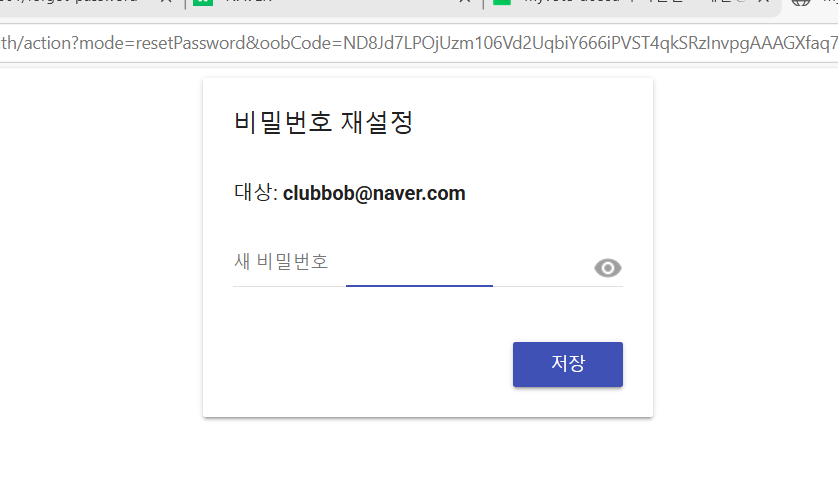 th/action?mode=resetPassword&oobCode=ND8Jd7LPOjUzm106Vd2UqbiY666iPVST4qkSRzInvpgAAAGXfaq7
비밀번호 재설정
대상: clubbob@naver.com
새 비밀번호
저장